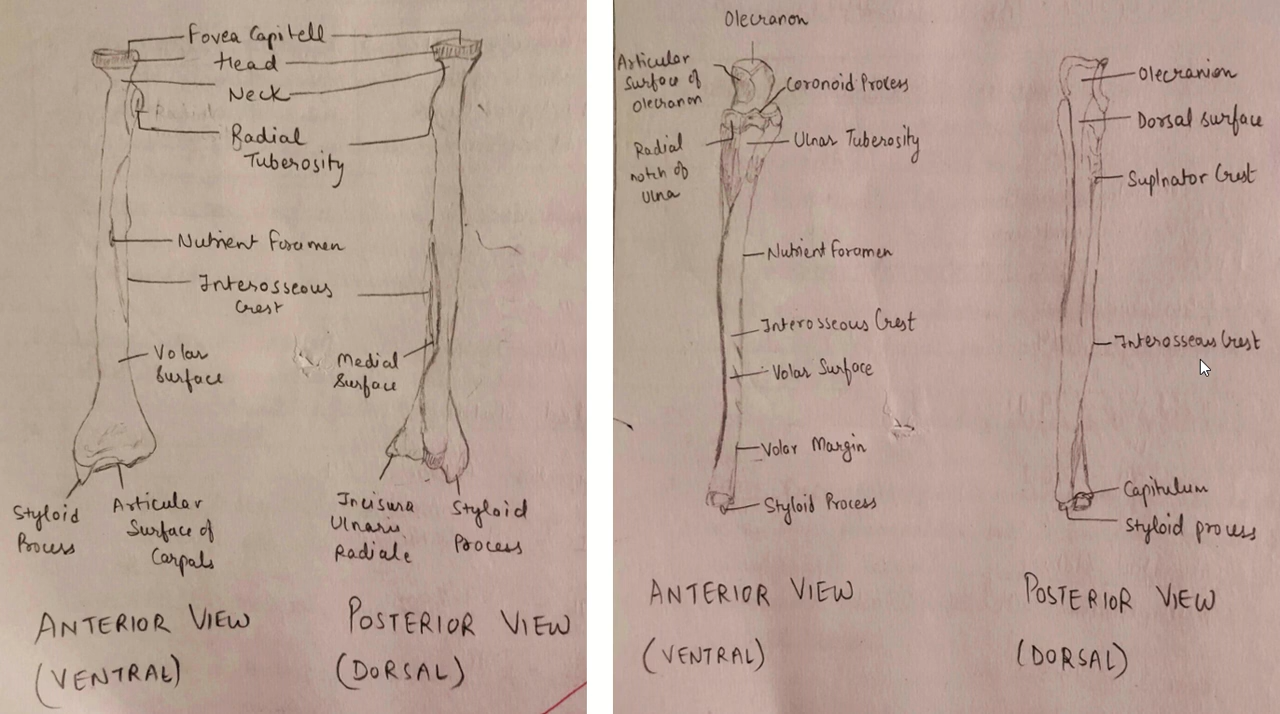 Fovea Capitell
Head
Neck
Radial
Tuberosity
Nutrient Foramen
Interosseous
Crest
Volar
Surface
Medial
Surface
Styloid
Process
Articular
Surface of
Carpals
Incisura
Ulnaris
Radiale
Styloid
Process
ANTERIOR VIEW
(VENTRAL)
POSTERIOR VIEW
(DORSAL)
Olecranon
Articular
Surface of
Olecranon
Coronoid Process
Radial
notch of
Ulna
Ulnar Tuberosity
Nutrient Foramen
Interosseous Crest
Volar Surface
Volar Margin
Styloid Process
ANTERIOR VIEW
(VENTRAL)
Olecranion
Dorsal surface
Supinator Crest
Interosseous Crest
Capitulum
Styloid process
POSTERIOR VIEW
(DORSAL)